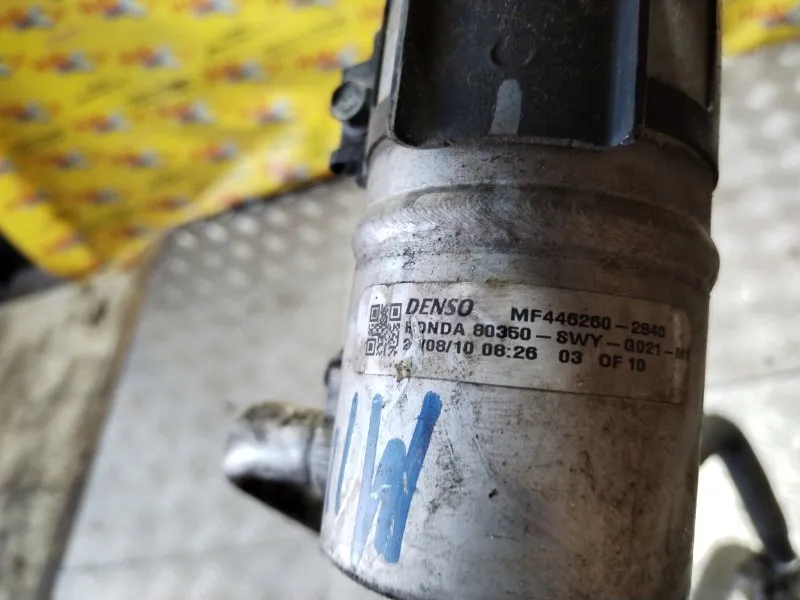 DENSO MF446260-2840
HONDA 80350-SWY-G021-M1
/08/10 08:26 03 OF 10
W